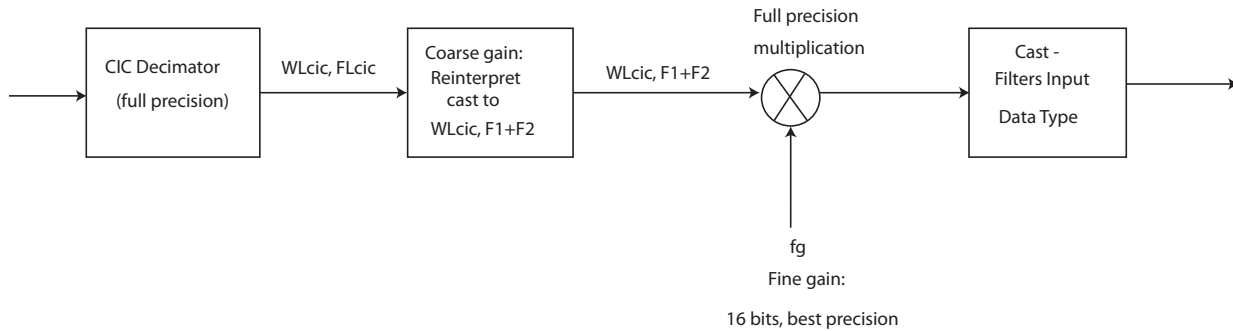 CIC Decimator
(full precision)
WLcic, FLcic
Coarse gain:
Reinterpret
cast to
WLcic, F1+F2
WLcic, F1+F2
Full precision
multiplication
fg
Fine gain:
16 bits, best precision
Cast -
Filters Input
Data Type